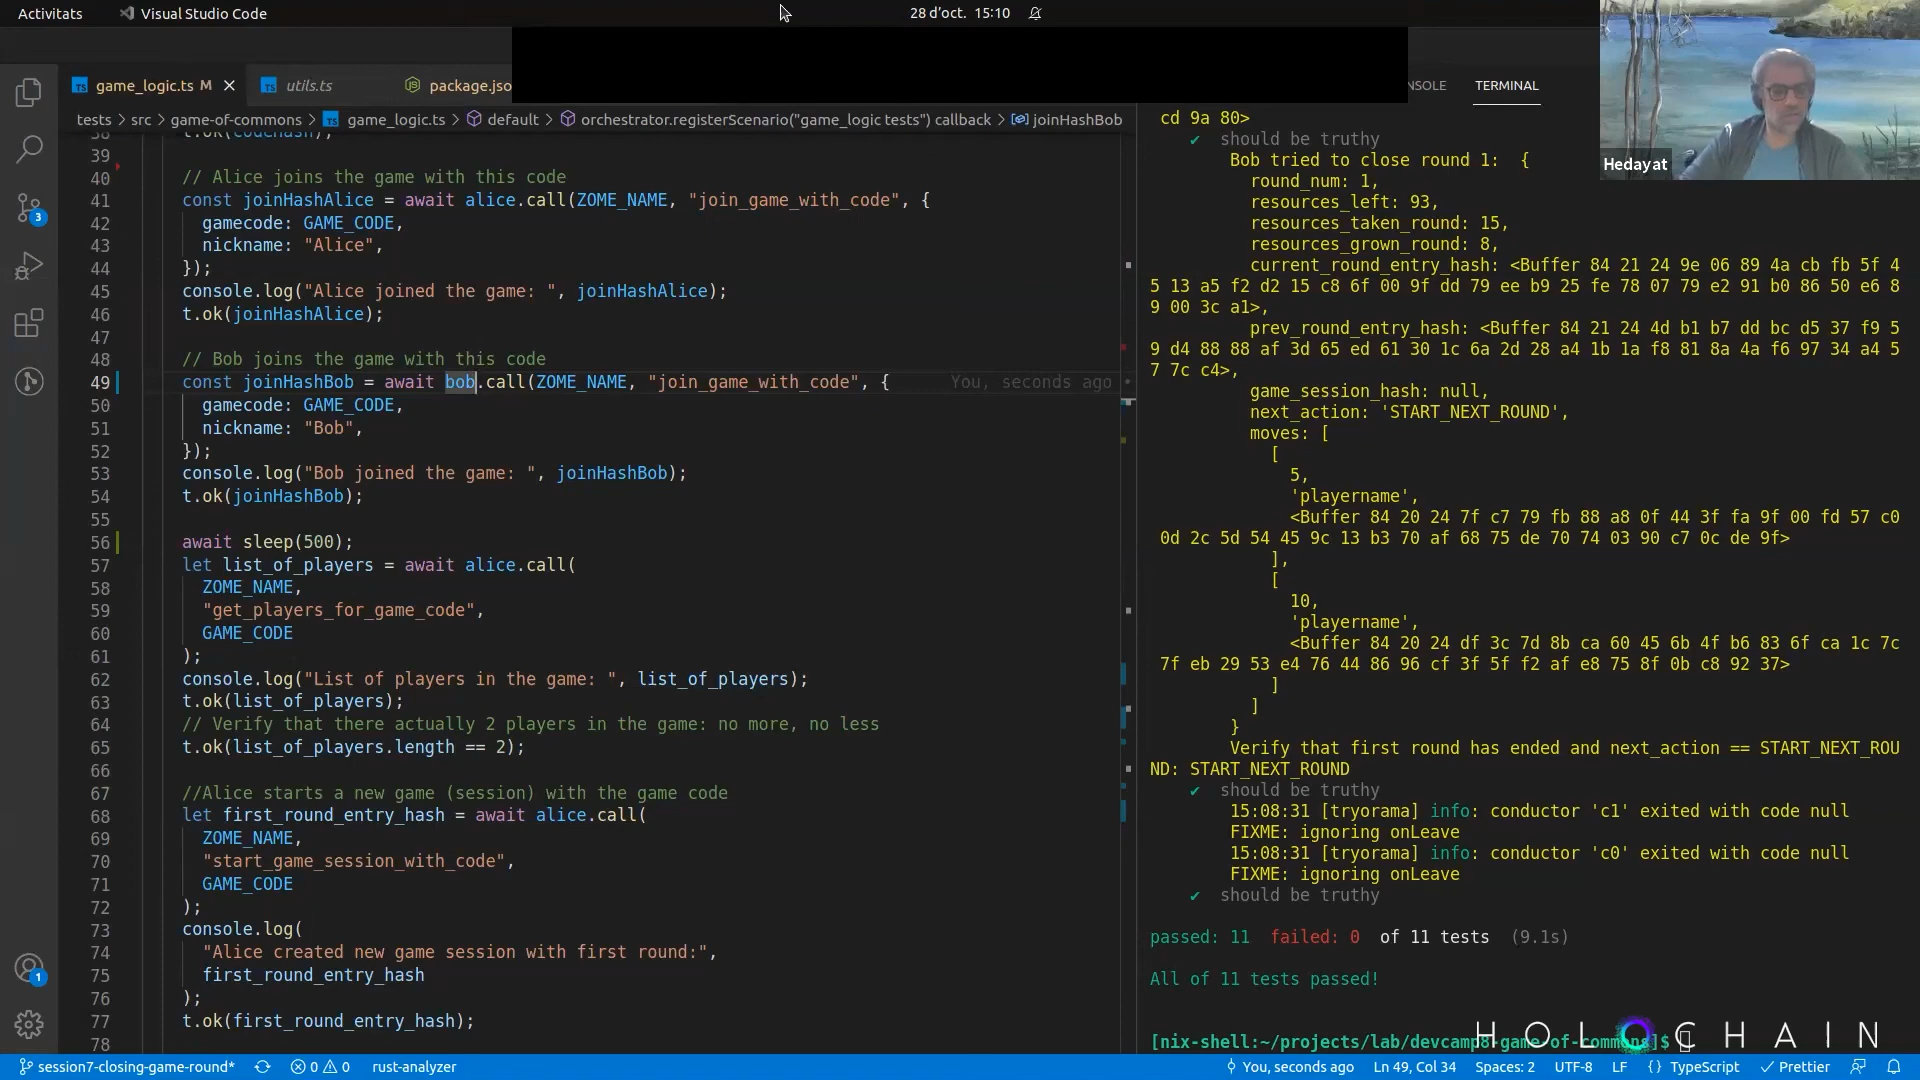 Activitats
Visual Studio Code
28 d'oct. 15:10
game_logic.ts M
utils.ts
package.jso
NSOLE
TERMINAL
tests > src > game-of-commons > game_logic.ts > default > orchestrator.registerScenario("game_logic tests") callback > joinHashBob
38 t.ok(codeHash);
39
40 // Alice joins the game with this code
41 const joinHashAlice = await alice.call(ZOME_NAME, "join_game_with_code", {
42 gamecode: GAME_CODE,
43 nickname: "Alice",
44 });
45 console.log("Alice joined the game: ", joinHashAlice);
46 t.ok(joinHashAlice);
47
48 // Bob joins the game with this code
49 const joinHashBob = await bob.call(ZOME_NAME, "join_game_with_code", { You, seconds ago •
50 gamecode: GAME_CODE,
51 nickname: "Bob",
52 });
53 console.log("Bob joined the game: ", joinHashBob);
54 t.ok(joinHashBob);
55
56 await sleep(500);
57 let list_of_players = await alice.call(
58 ZOME_NAME,
59 "get_players_for_game_code",
60 GAME_CODE
61 );
62 console.log("List of players in the game: ", list_of_players);
63 t.ok(list_of_players);
64 // Verify that there actually 2 players in the game: no more, no less
65 t.ok(list_of_players.length == 2);
66
67 //Alice starts a new game (session) with the game code
68 let first_round_entry_hash = await alice.call(
69 ZOME_NAME,
70 "start_game_session_with_code",
71 GAME_CODE
72 );
73 console.log(
74 "Alice created new game session with first round:",
75 first_round_entry_hash
76 );
77 t.ok(first_round_entry_hash);
78
cd 9a 80>
✔ should be truthy
Bob tried to close round 1: {
round_num: 1,
resources_left: 93,
resources_taken_round: 15,
resources_grown_round: 8,
current_round_entry_hash: <Buffer 84 21 24 9e 06 89 4a cb fb 5f 4
5 13 a5 f2 d2 15 c8 6f 00 9f dd 79 ee b9 25 fe 78 07 79 e2 91 b0 86 50 e6 8
9 00 3c a1>,
prev_round_entry_hash: <Buffer 84 21 24 4d b1 b7 dd bc d5 37 f9 5
9 d4 88 88 af 3d 65 ed 61 30 1c 6a 2d 28 a4 1b 1a f8 81 8a 4a f6 97 34 a4 5
7 7c c4>,
game_session_hash: null,
next_action: 'START_NEXT_ROUND',
moves: [
[
5,
'playername',
<Buffer 84 20 24 7f c7 79 fb 88 a8 0f 44 3f fa 9f 00 fd 57 c0
0d 2c 5d 54 45 9c 13 b3 70 af 68 75 de 70 74 03 90 c7 0c de 9f>
],
[
10,
'playername',
<Buffer 84 20 24 df 3c 7d 8b ca 60 45 6b 4f b6 83 6f ca 1c 7c
7f eb 29 53 e4 76 44 86 96 cf 3f 5f f2 af e8 75 8f 0b c8 92 37>
]
]
}
Verify that first round has ended and next_action == START_NEXT_ROU
ND: START_NEXT_ROUND
✔ should be truthy
15:08:31 [tryorama] info: conductor 'c1' exited with code null
FIXME: ignoring onLeave
15:08:31 [tryorama] info: conductor 'c0' exited with code null
FIXME: ignoring onLeave
✔ should be truthy
passed: 11 failed: 0 of 11 tests (9.1s)
All of 11 tests passed!
[nix-shell:~/projects/lab/devcamp8-game-of-commons]$
HOLOCHAIN
Hedayat
3
1
session7-closing-game-round*
0 0
rust-analyzer
You, seconds ago
Ln 49, Col 34
Spaces: 2
UTF-8
LF
{} TypeScript
Prettier